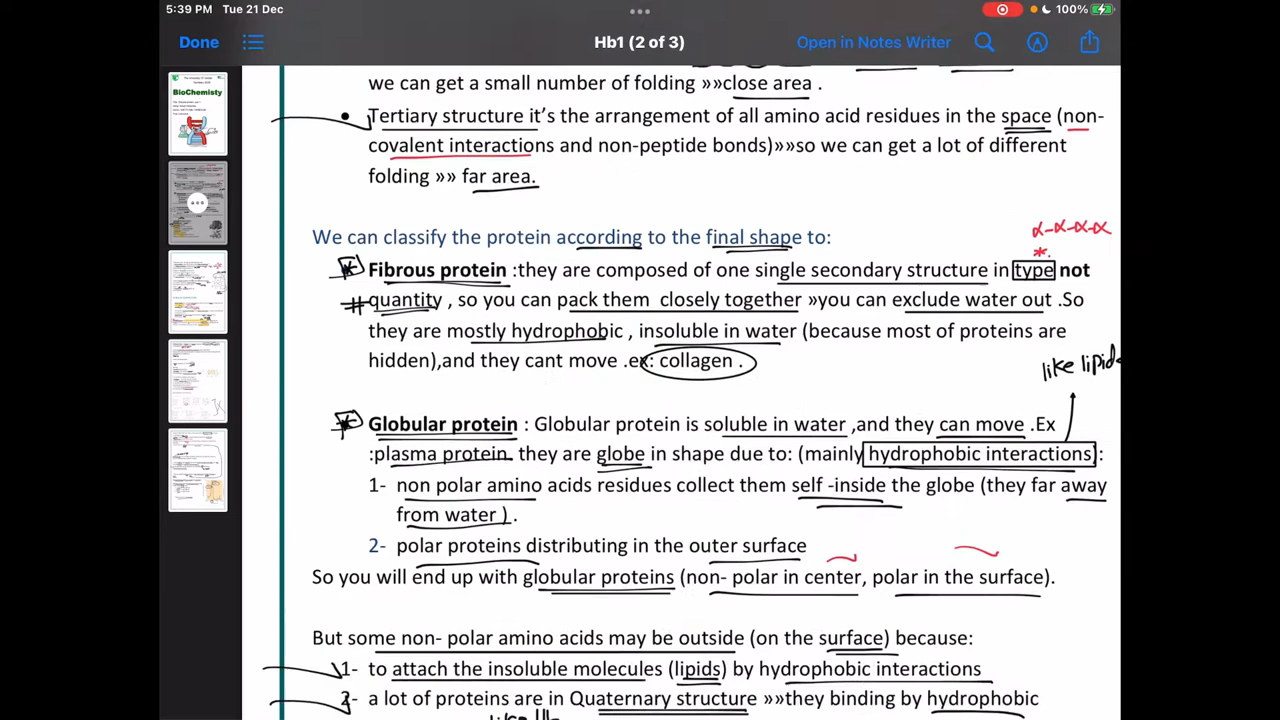 5:39 PM Tue 21 Dec
100%
Done
Hb1 (2 of 3)
Open in Notes Writer
BioChemisty
we can get a small number of folding »»close area .
• Tertiary structure it's the arrangement of all amino acid residues in the space (non-
covalent interactions and non-peptide bonds)»»so we can get a lot of different
folding »» far area.
α-α-α-α
We can classify the protein according to the final shape to:
*
Fibrous protein :they are composed of one single secondary structure in type not
# quantity , so you can pack them closely together »you can exclude water out .So
they are mostly hydrophobic, insoluble in water (because most of proteins are
hidden) and they cant move ex: collagen .
like lipids
Globular protein : Globular protein is soluble in water ,and they can move .Ex
:plasma protein they are globe in shape due to: (mainly hydrophobic interactions):
1- non polar amino acids residues collect them self -inside the globe (they far away
from water ) .
2- polar proteins distributing in the outer surface
So you will end up with globular proteins (non- polar in center, polar in the surface).
But some non- polar amino acids may be outside (on the surface) because:
1- to attach the insoluble molecules (lipids) by hydrophobic interactions
2- a lot of proteins are in Quaternary structure »»they binding by hydrophobic